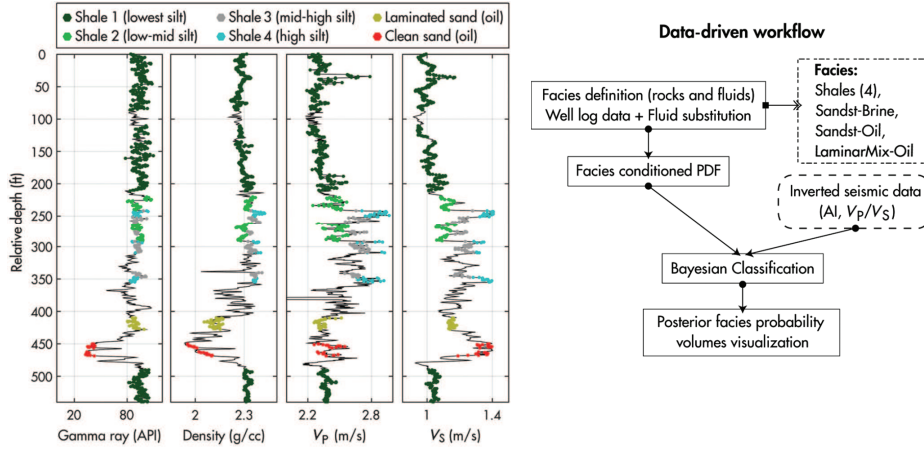 Shale 1 (lowest silt)
Shale 3 (mid-high silt)
Laminated sand (oil)
Shale 2 (low-mid silt)
Shale 4 (high silt)
Clean sand (oil)
Relative depth (ft)
0
50
100
150
200
250
300
350
400
450
500
20 80
Gamma ray (API)
2 2.3
Density (g/cc)
2.2 2.8
VP (m/s)
1 1.4
VS (m/s)
Data-driven workflow
Facies definition (rocks and fluids)
Well log data + Fluid substitution
Facies:
Shales (4),
Sandst-Brine,
Sandst-Oil,
LaminarMix-Oil
Facies conditioned PDF
Inverted seismic data
(AI, VP/VS)
Bayesian Classification
Posterior facies probability
volumes visualization